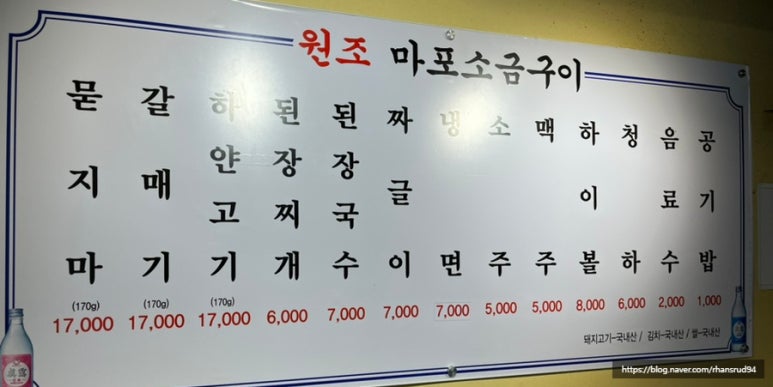 원조 마포소금구이
묻지마 (170g) 17,000
갈매기 (170g) 17,000
하얀고기 (170g) 17,000
된장찌개 6,000
된장국수 7,000
짜글이 7,000
냉면 7,000
소주 5,000
맥주 5,000
하이볼 8,000
청하 6,000
음료수 2,000
공기밥 1,000
돼지고기-국내산 / 김치-국내산 / 쌀-국내산
https://blog.naver.com/rhansrud94